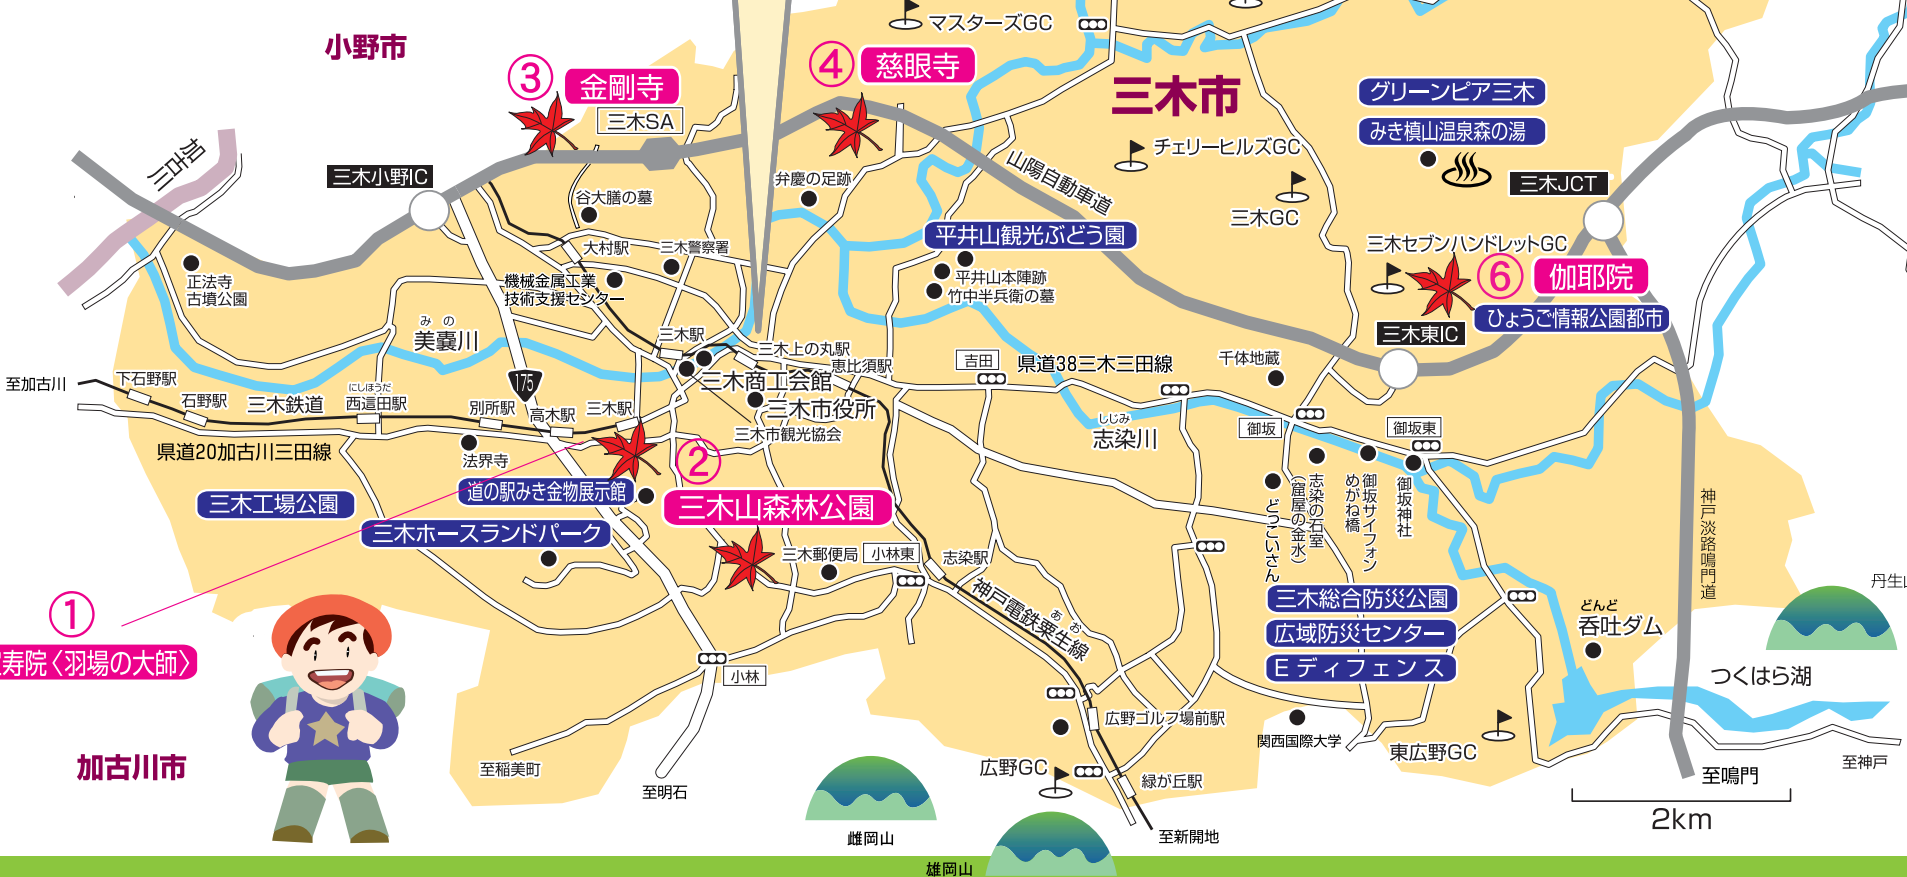 小野市
③
金剛寺
三木SA
④
慈眼寺
マスターズGC
三木市
グリーンピア三木
みき槙山温泉森の湯
チェリーヒルズGC
三木GC
三木JCT
三木小野IC
加古川
山陽自動車道
弁慶の足跡
谷大膳の墓
大村駅
三木警察署
機械金属工業
技術支援センター
正法寺
古墳公園
平井山観光ぶどう園
平井山本陣跡
竹中半兵衛の墓
三木セブンハンドレットGC
⑥
伽耶院
ひょうご情報公園都市
三木東IC
みの
美嚢川
三木駅
三木上の丸駅
恵比須駅
三木商工会館
三木市役所
三木市観光協会
吉田
県道38三木三田線
千体地蔵
至加古川
下石野駅
石野駅
三木鉄道
にしほうだ
西這田駅
別所駅
175
高木駅
三木駅
県道20加古川三田線
法界寺
しじみ
志染川
御坂
御坂東
②
三木山森林公園
道の駅みき金物展示館
三木工場公園
三木ホースランドパーク
三木郵便局
小林東
志染駅
どっこいさん
志染の石室
(窟屋の金水)
御坂サイフォン
めがね橋
御坂神社
神戸淡路鳴門道
三木総合防災公園
広域防災センター
Eディフェンス
どんど
呑吐ダム
丹生山
つくはら湖
①
寿院〈羽場の大師〉
加古川市
神戸電鉄粟生線
あお
小林
至稲美町
至明石
広野ゴルフ場前駅
関西国際大学
東広野GC
広野GC
緑が丘駅
至新開地
至鳴門
至神戸
2km
雌岡山
雄岡山